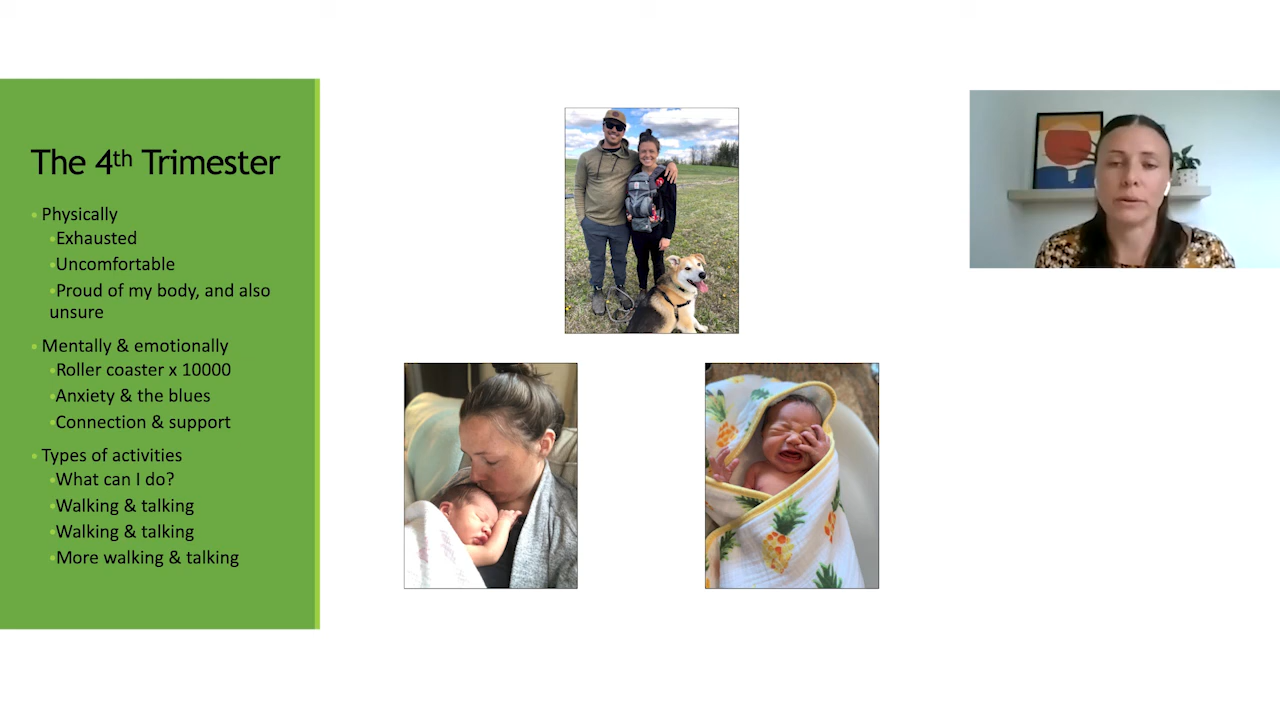 The 4th Trimester
• Physically
•Exhausted
•Uncomfortable
•Proud of my body, and also
unsure
• Mentally & emotionally
•Roller coaster x 10000
•Anxiety & the blues
•Connection & support
• Types of activities
•What can I do?
•Walking & talking
•Walking & talking
•More walking & talking